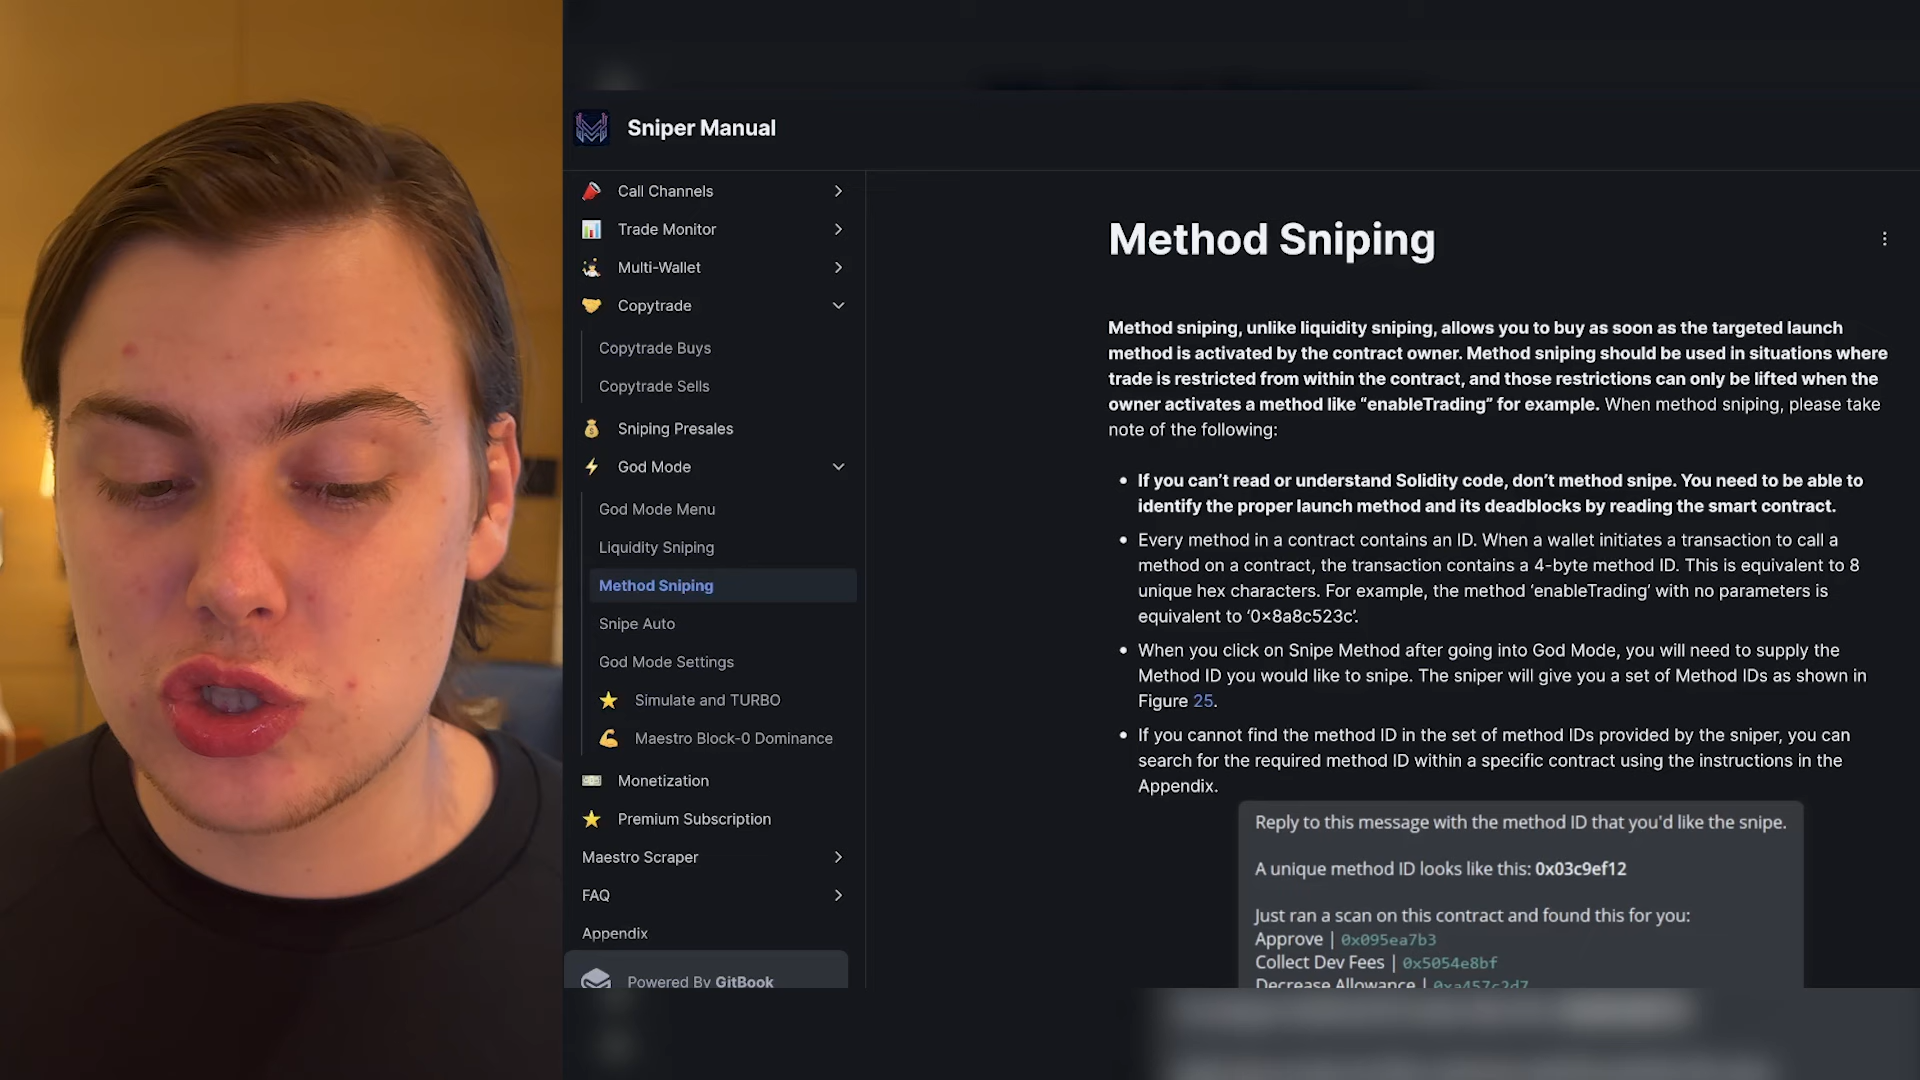 Sniper Manual
Call Channels
Trade Monitor
Multi-Wallet
Copytrade
Copytrade Buys
Copytrade Sells
Sniping Presales
God Mode
God Mode Menu
Liquidity Sniping
Method Sniping
Snipe Auto
God Mode Settings
Simulate and TURBO
Maestro Block-0 Dominance
Monetization
Premium Subscription
Maestro Scraper
FAQ
Appendix
Powered By GitBook
Method Sniping
Method sniping, unlike liquidity sniping, allows you to buy as soon as the targeted launch
method is activated by the contract owner. Method sniping should be used in situations where
trade is restricted from within the contract, and those restrictions can only be lifted when the
owner activates a method like “enableTrading” for example. When method sniping, please take
note of the following:
• If you can’t read or understand Solidity code, don’t method snipe. You need to be able to
identify the proper launch method and its deadblocks by reading the smart contract.
• Every method in a contract contains an ID. When a wallet initiates a transaction to call a
method on a contract, the transaction contains a 4-byte method ID. This is equivalent to 8
unique hex characters. For example, the method ‘enableTrading’ with no parameters is
equivalent to ‘0x8a8c523c’.
• When you click on Snipe Method after going into God Mode, you will need to supply the
Method ID you would like to snipe. The sniper will give you a set of Method IDs as shown in
Figure 25.
• If you cannot find the method ID in the set of method IDs provided by the sniper, you can
search for the required method ID within a specific contract using the instructions in the
Appendix.
Reply to this message with the method ID that you'd like the snipe.
A unique method ID looks like this: 0x03c9ef12
Just ran a scan on this contract and found this for you:
Approve | 0x095ea7b3
Collect Dev Fees | 0x5054e8bf
Decrease Allowance | 0xa457c2d7